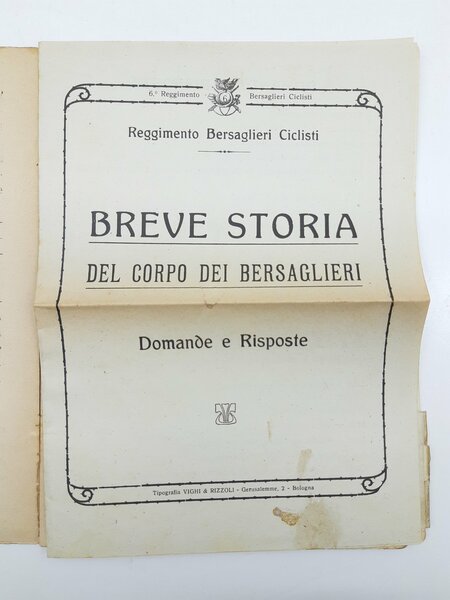 6.º Reggimento Bersaglieri Ciclisti
6
Reggimento Bersaglieri Ciclisti
BREVE STORIA
DEL CORPO DEI BERSAGLIERI
Domande e Risposte
Tipografia VIGHI & RIZZOLI - Gerusalemme, 2 - Bologna